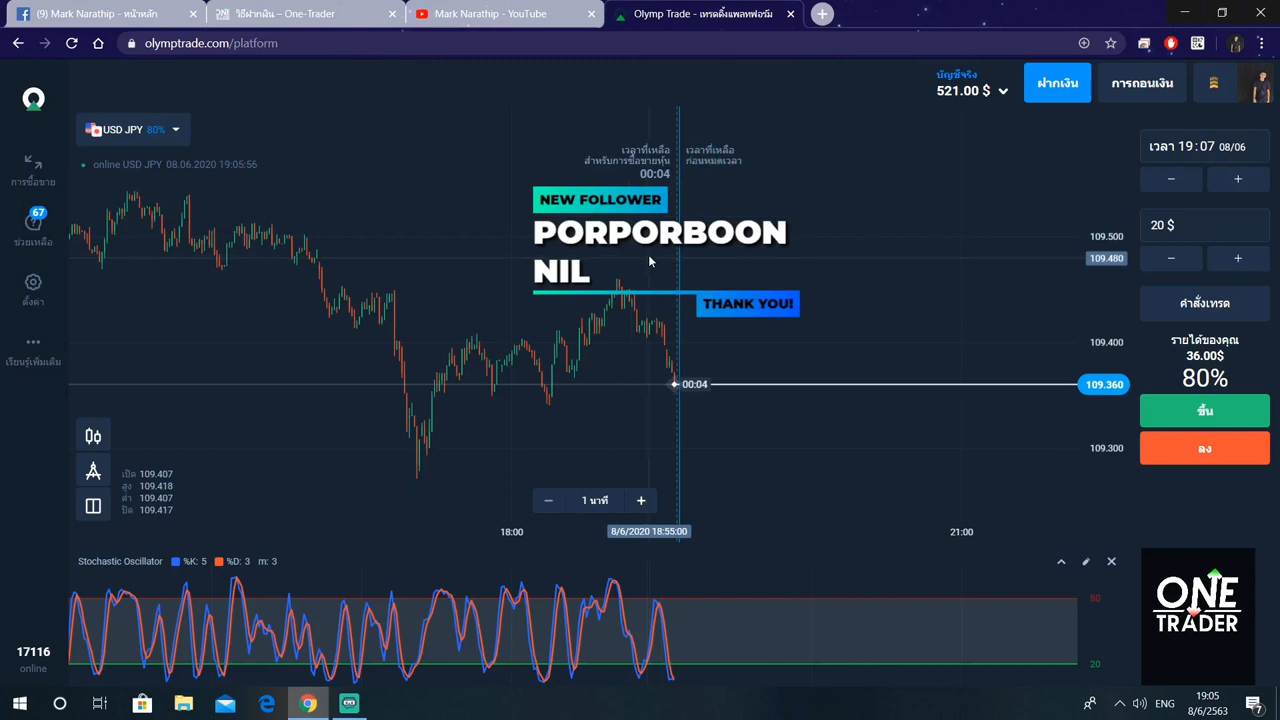 (9) Mark Narathip - หน้าหลัก
วิธีฝากเงิน – One-Trader
Mark Narathip - YouTube
Olymp Trade - เทรดดิ้งแพลทฟอร์ม
olymptrade.com/platform
บัญชีจริง
521.00 $
ฝากเงิน
การถอนเงิน
USD JPY 80%
online USD JPY 08.06.2020 19:05:56
การซื้อขาย
67
ช่วยเหลือ
ตั้งค่า
เรียนรู้เพิ่มเติม
เวลาที่เหลือ
สำหรับการซื้อขายหุ้น
00:04
เวลาที่เหลือ
ก่อนหมดเวลา
NEW FOLLOWER
PORPORBOON
NIL
THANK YOU!
109.500
109.480
109.400
109.360
109.300
00:04
เวลา 19:07 08/06
− +
20 $
− +
คำสั่งเทรด
รายได้ของคุณ
36.00$
80%
ขึ้น
ลง
เปิด 109.407
สูง 109.418
ต่ำ 109.407
ปิด 109.417
− 1 นาที +
18:00
8/6/2020 18:55:00
21:00
Stochastic Oscillator %K: 5 %D: 3 m: 3
80
20
ONE
TRADER
17116
online
ENG
19:05
8/6/2563
7